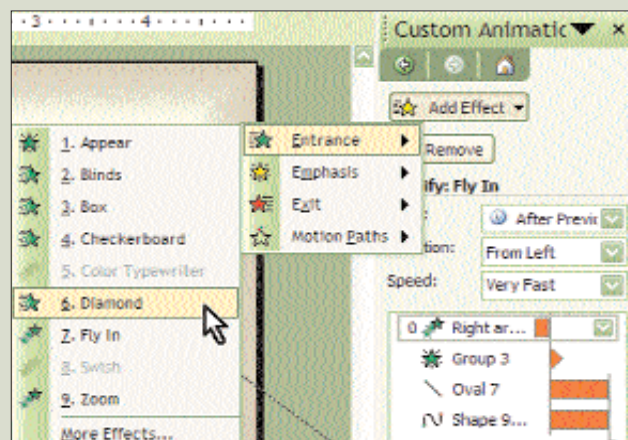 3 4
Custom Animatic
Add Effect
Remove
ify: Fly In
After Previc
tion: From Left
Speed: Very Fast
0 Right ar...
Group 3
Oval 7
Shape 9...
Entrance
Emphasis
Exit
Motion Paths
1. Appear
2. Blinds
3. Box
4. Checkerboard
5. Color Typewriter
6. Diamond
7. Fly In
8. Swish
9. Zoom
More Effects...